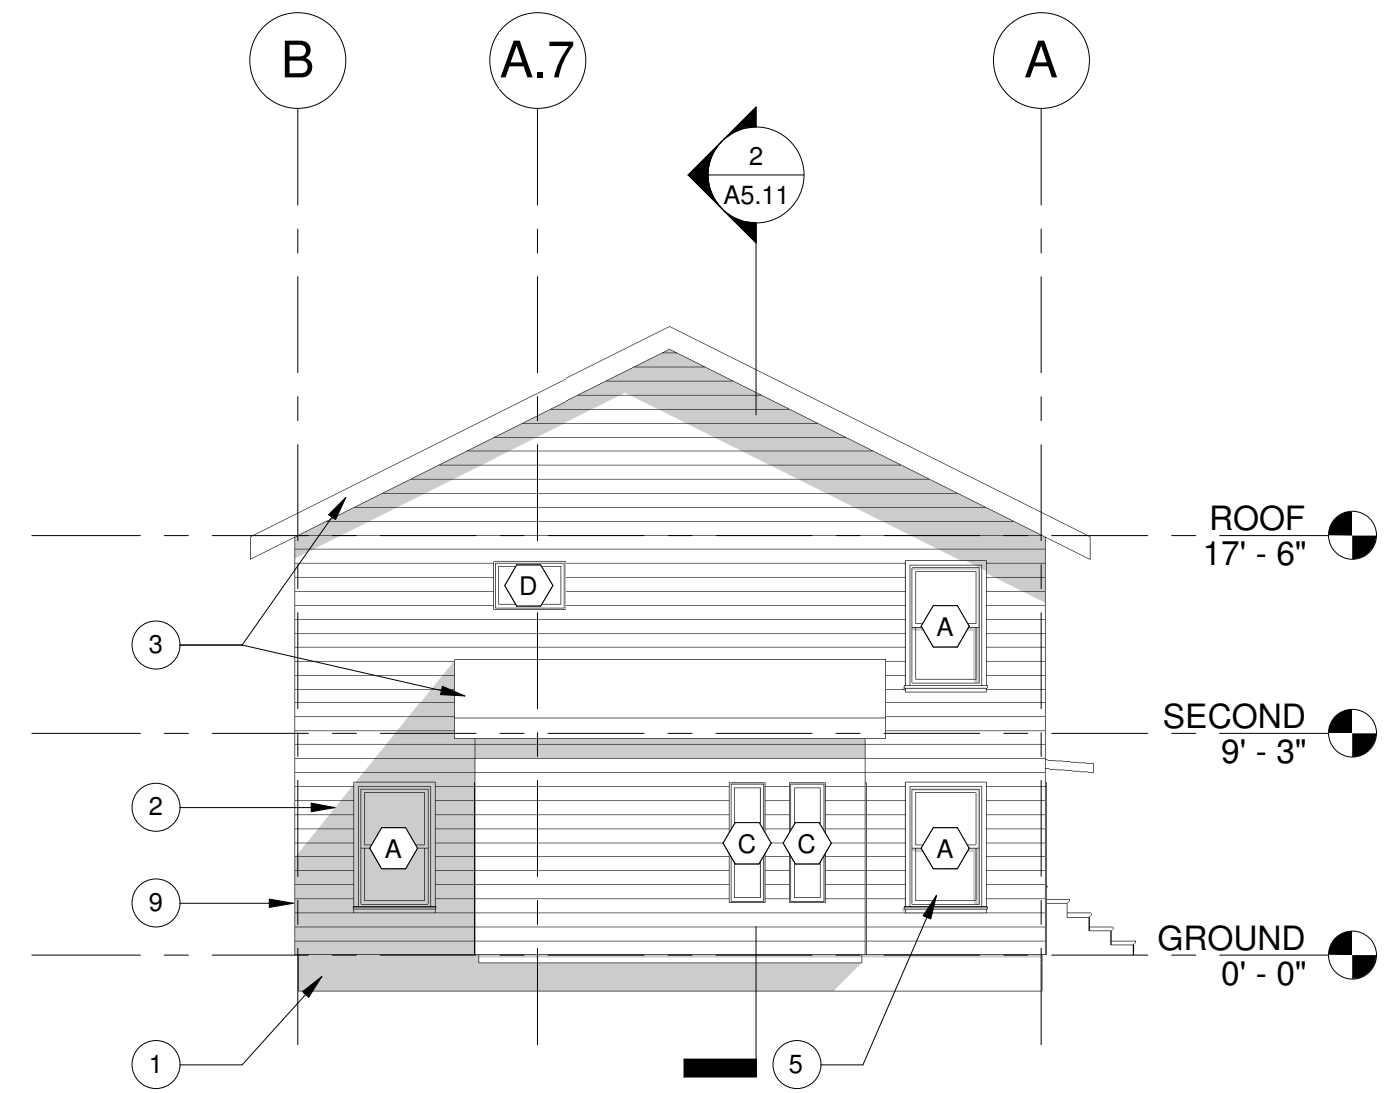 B
A.7
A
2
A5.11
ROOF
17' - 6"
D
A
3
SECOND
9' - 3"
2
A
C
C
A
9
GROUND
0' - 0"
1
5